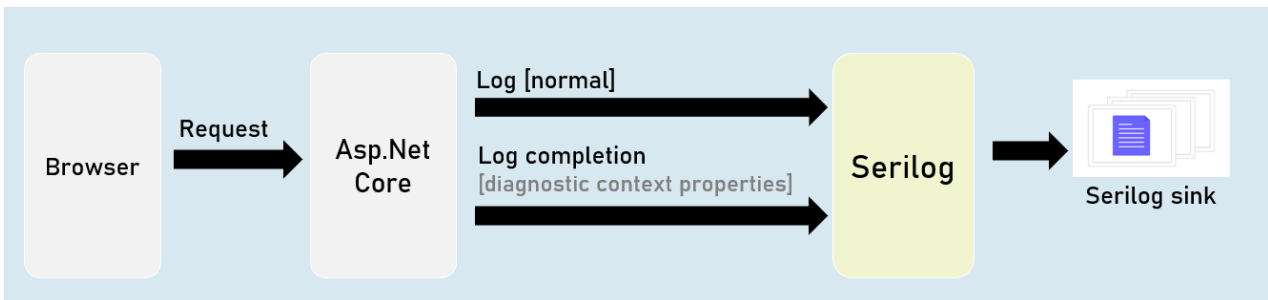 Browser
Request
Asp.Net
Core
Log [normal]
Log completion
[diagnostic context properties]
Serilog
Serilog sink